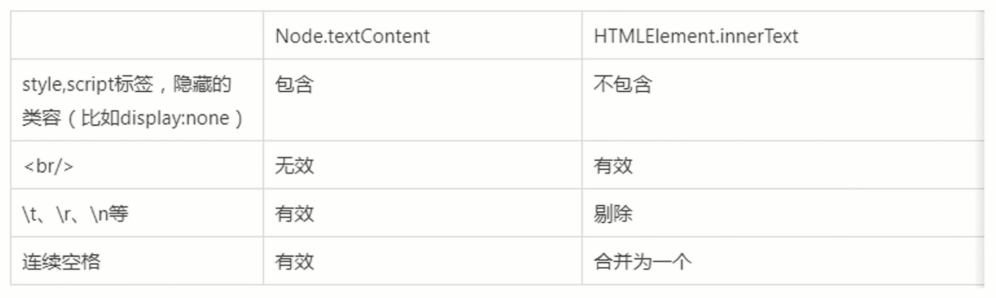 Node.textContent HTMLElement.innerText
style,script标签，隐藏的 包含 不包含
类容（比如display:none）
<br/> 无效 有效
\t、\r、\n等 有效 剔除
连续空格 有效 合并为一个